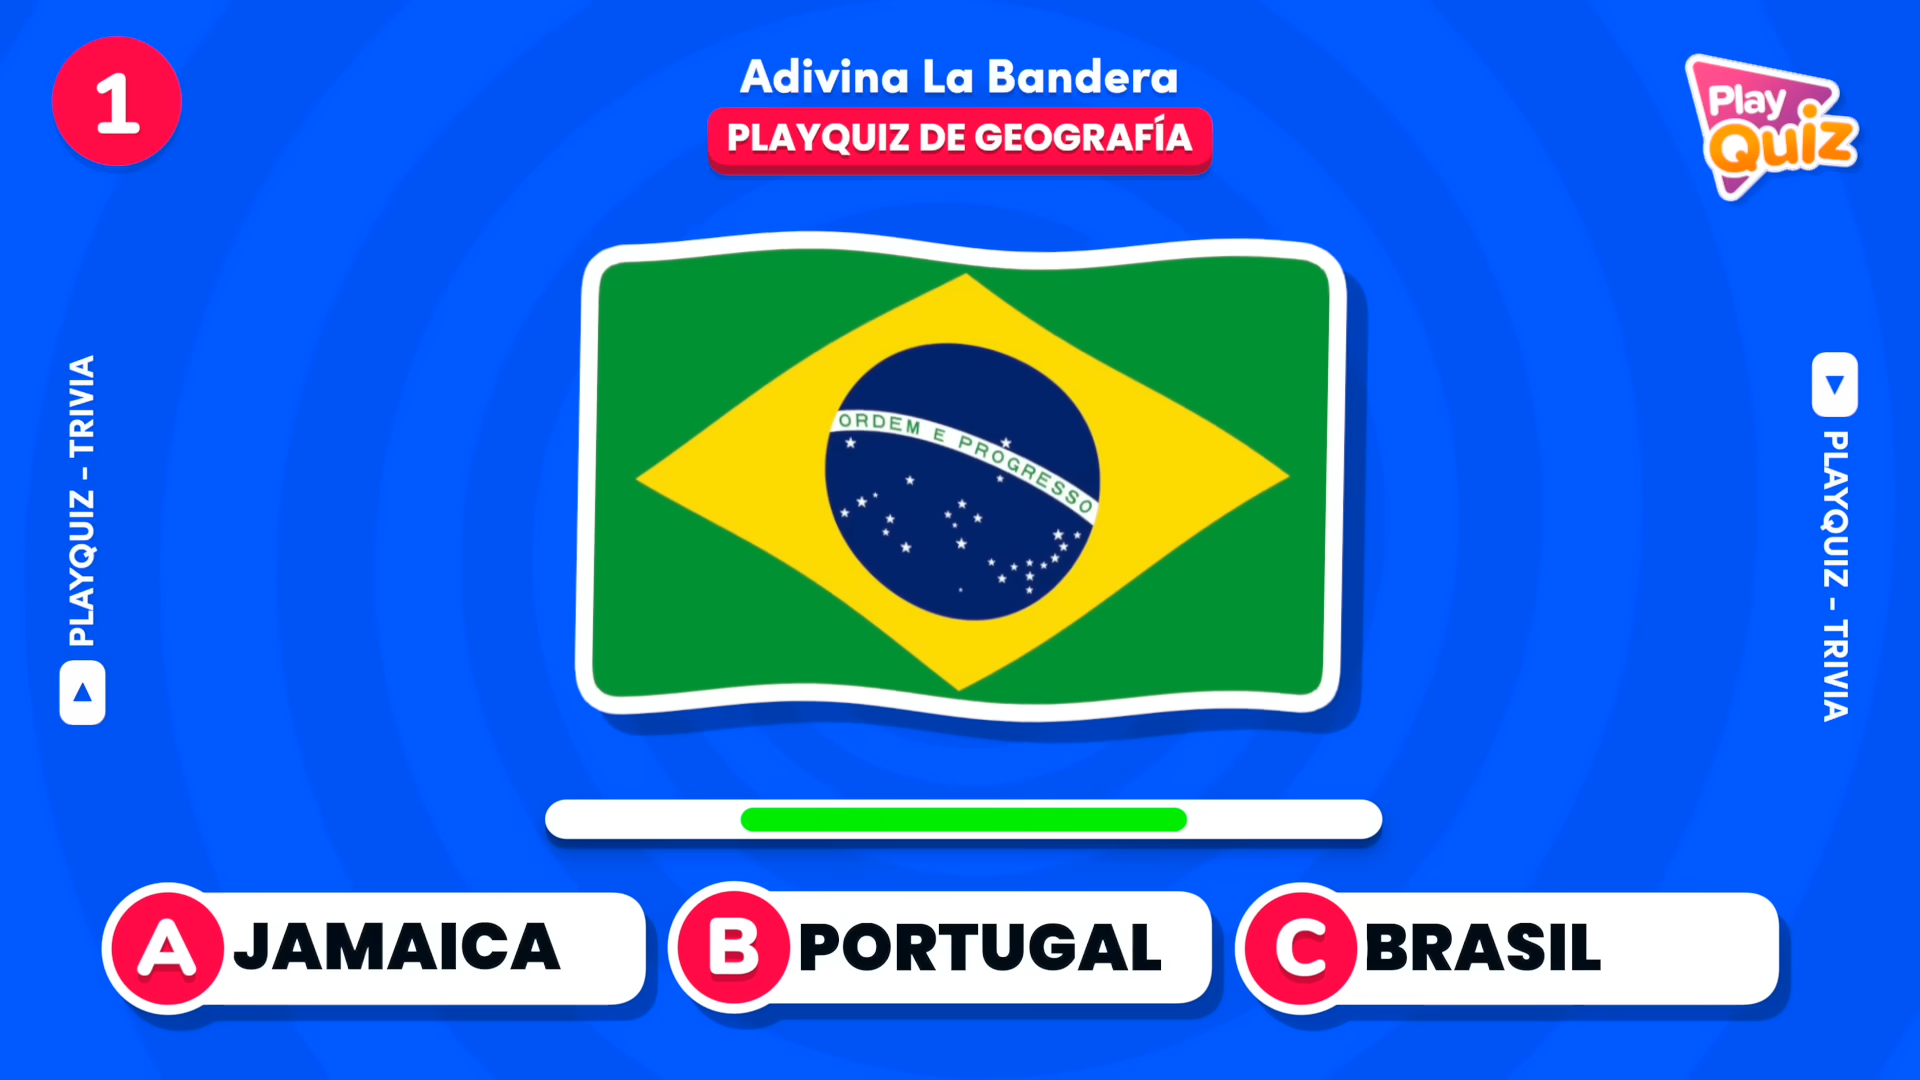 1
Adivina La Bandera
PLAYQUIZ DE GEOGRAFÍA
Play
Quiz
PLAYQUIZ - TRIVIA
ORDEM E PROGRESSO
PLAYQUIZ - TRIVIA
A JAMAICA
B PORTUGAL
C BRASIL